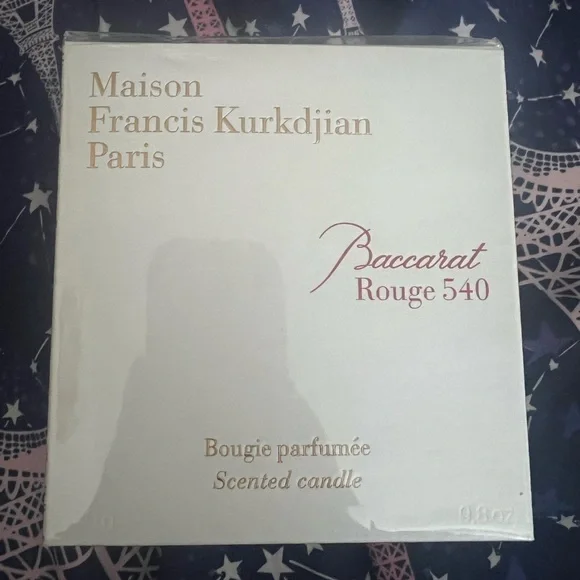 Maison
Francis Kurkdjian
Paris
Baccarat
Rouge 540
Bougie parfumée
Scented candle